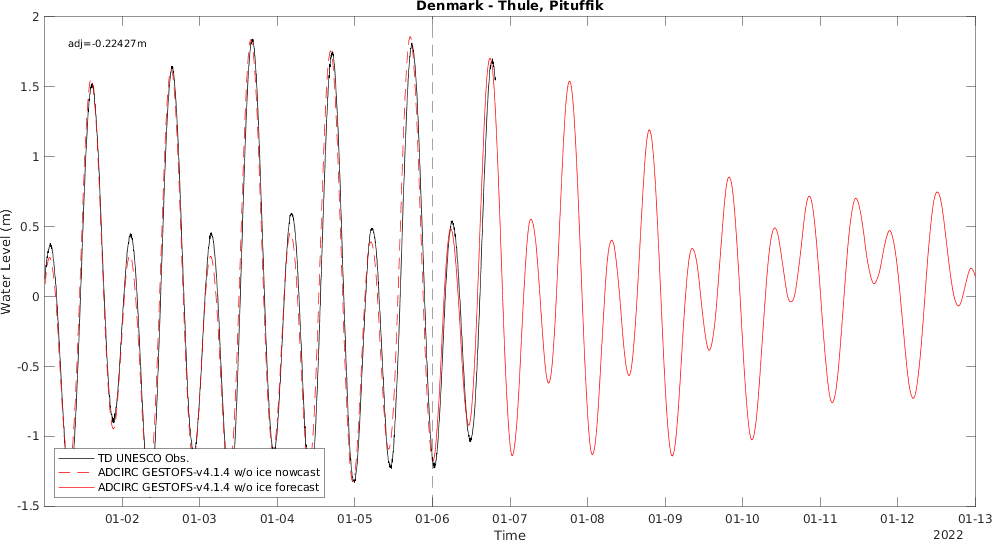 Denmark - Thule, Pituffik
adj=-0.22427m
Water Level (m)
2
1.5
1
0.5
0
-0.5
-1
-1.5
TD UNESCO Obs.
ADCIRC GESTOFS-v4.1.4 w/o ice nowcast
ADCIRC GESTOFS-v4.1.4 w/o ice forecast
01-02 01-03 01-04 01-05 01-06 01-07 01-08 01-09 01-10 01-11 01-12 01-13
Time
2022